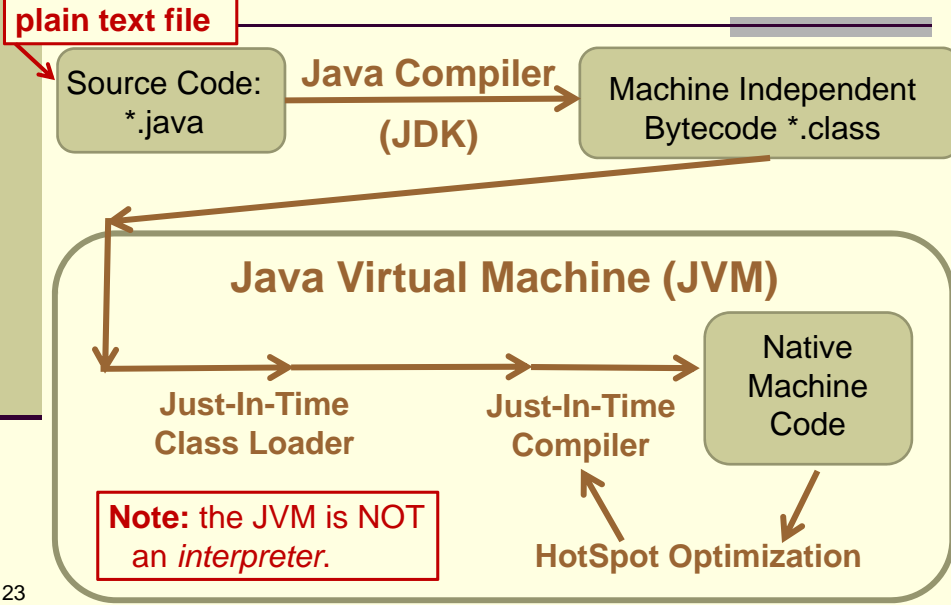 plain text file
Source Code:
*.java
Java Compiler
(JDK)
Machine Independent
Bytecode *.class
Java Virtual Machine (JVM)
Just-In-Time
Class Loader
Just-In-Time
Compiler
Native
Machine
Code
Note: the JVM is NOT
an interpreter.
HotSpot Optimization
23